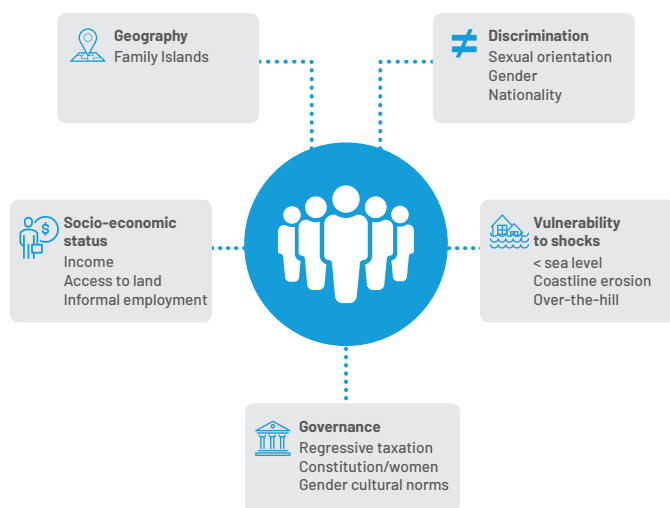 Geography
Family Islands
Discrimination
Sexual orientation
Gender
Nationality
Socio-economic
status
Income
Access to land
Informal employment
$
Vulnerability
to shocks
< sea level
Coastline erosion
Over-the-hill
Governance
Regressive taxation
Constitution/women
Gender cultural norms